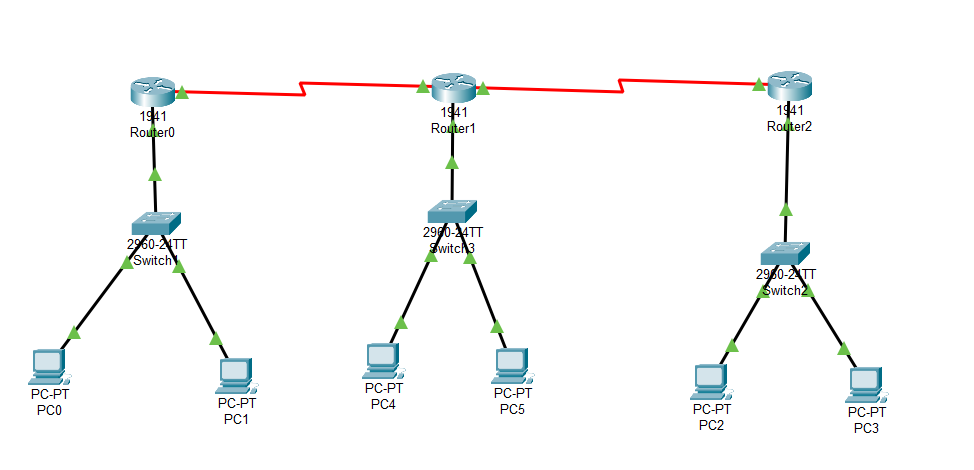 1941
Router0
1941
Router1
1941
Router2
2960-24TT
Switch1
2960-24TT
Switch3
2960-24TT
Switch2
PC-PT
PC0
PC-PT
PC1
PC-PT
PC4
PC-PT
PC5
PC-PT
PC2
PC-PT
PC3